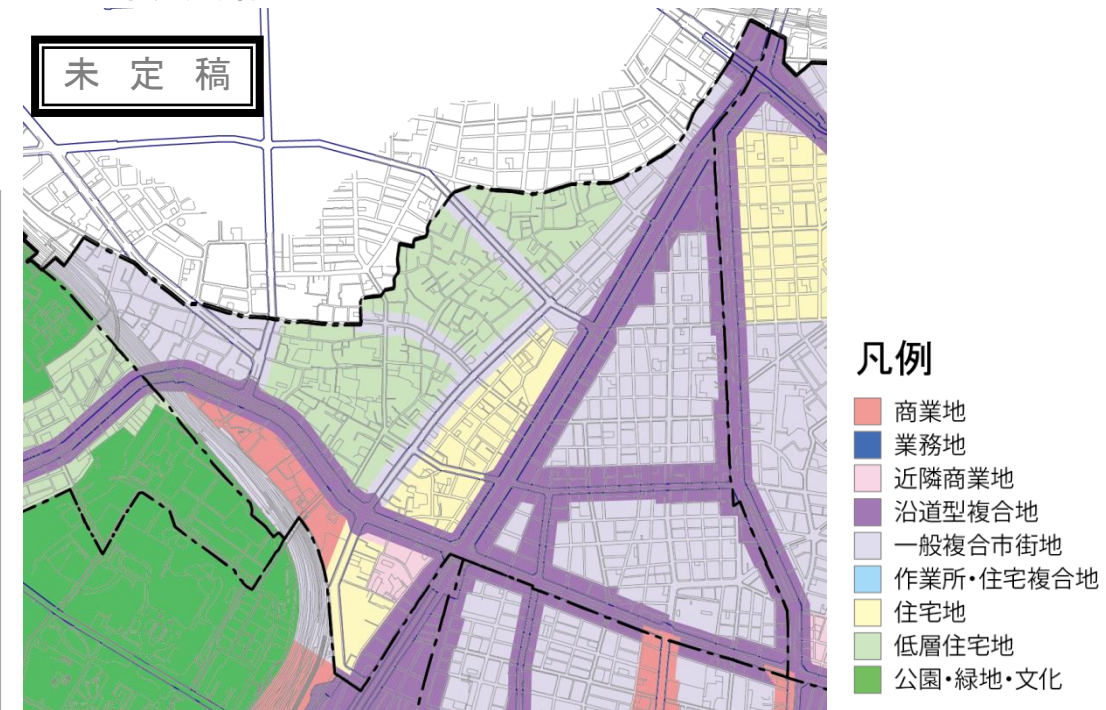 未定稿
凡例
商業地
業務地
近隣商業地
沿道型複合地
一般複合市街地
作業所・住宅複合地
住宅地
低層住宅地
公園・緑地・文化